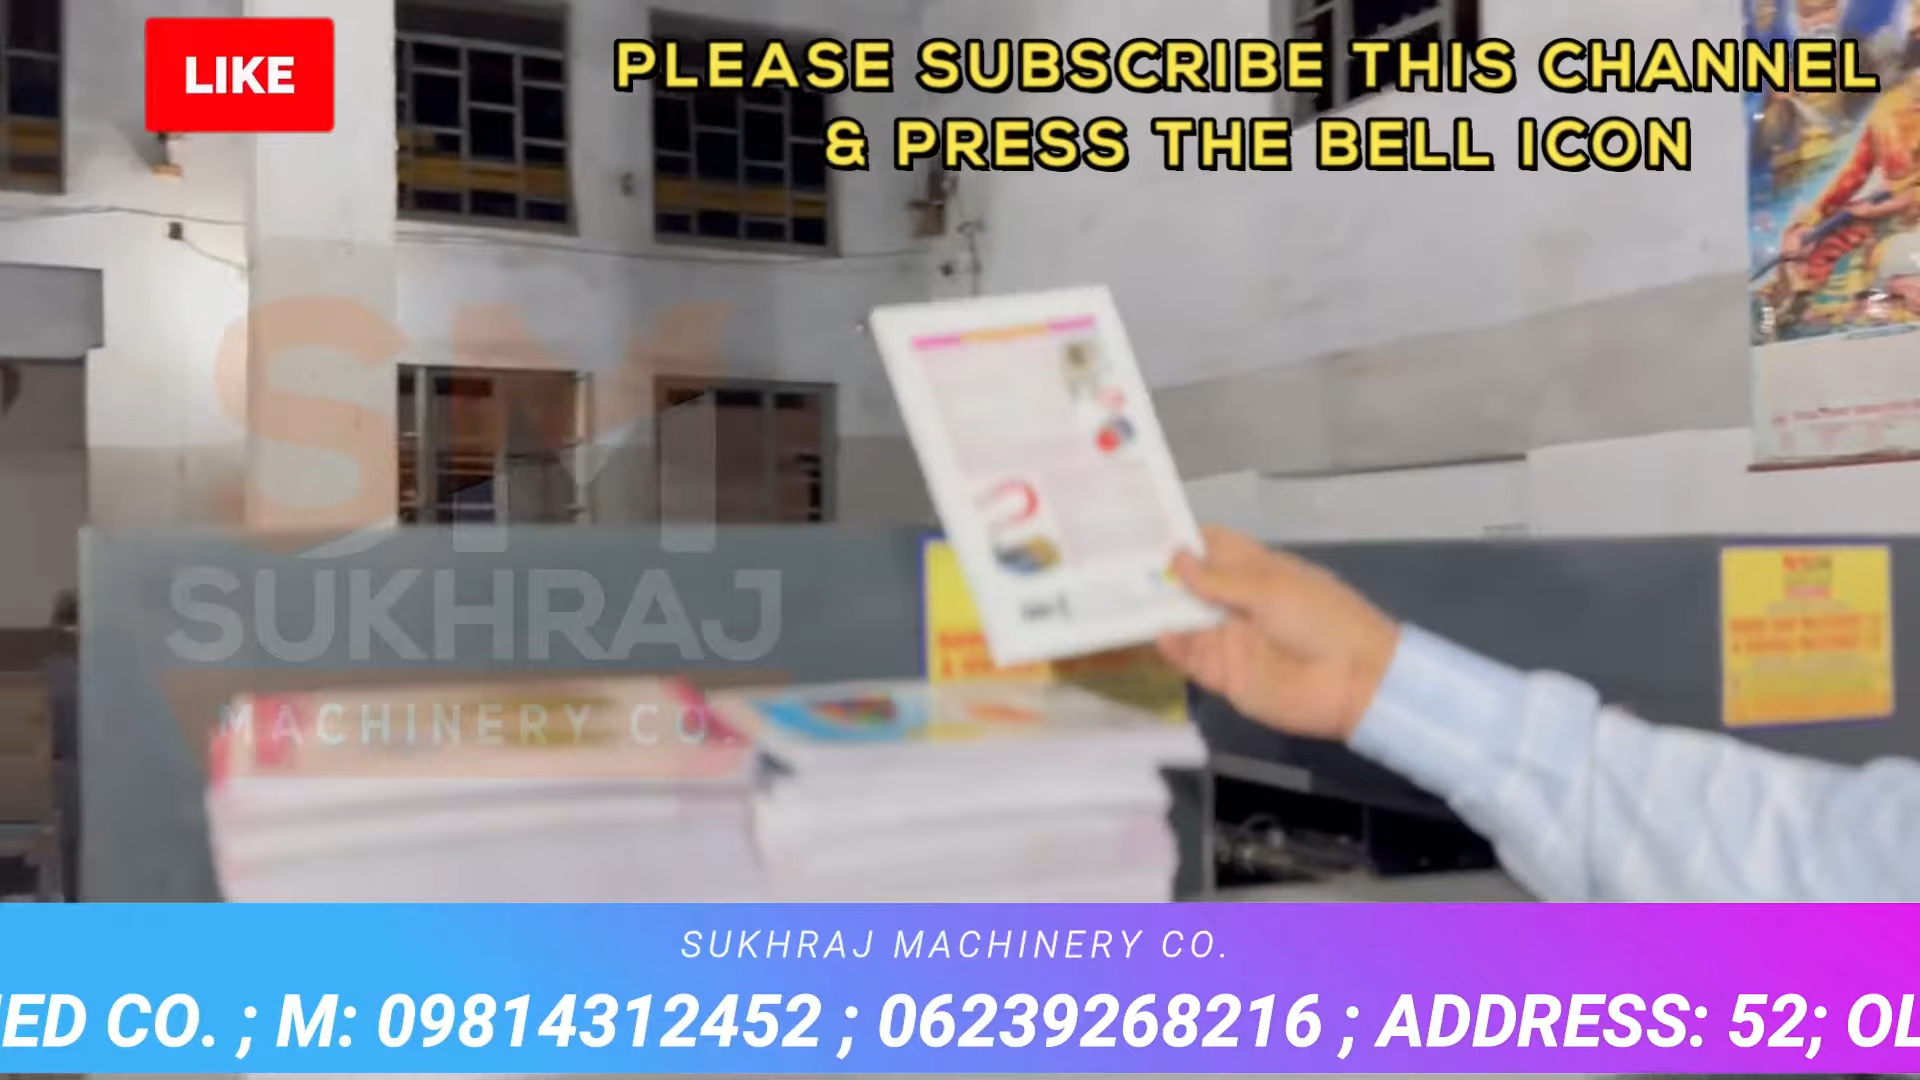 LIKE
PLEASE SUBSCRIBE THIS CHANNEL
& PRESS THE BELL ICON
SM
SUKHRAJ
MACHINERY CO.
SUKHRAJ MACHINERY CO.
ED CO. ; M: 09814312452 ; 06239268216 ; ADDRESS: 52; OL